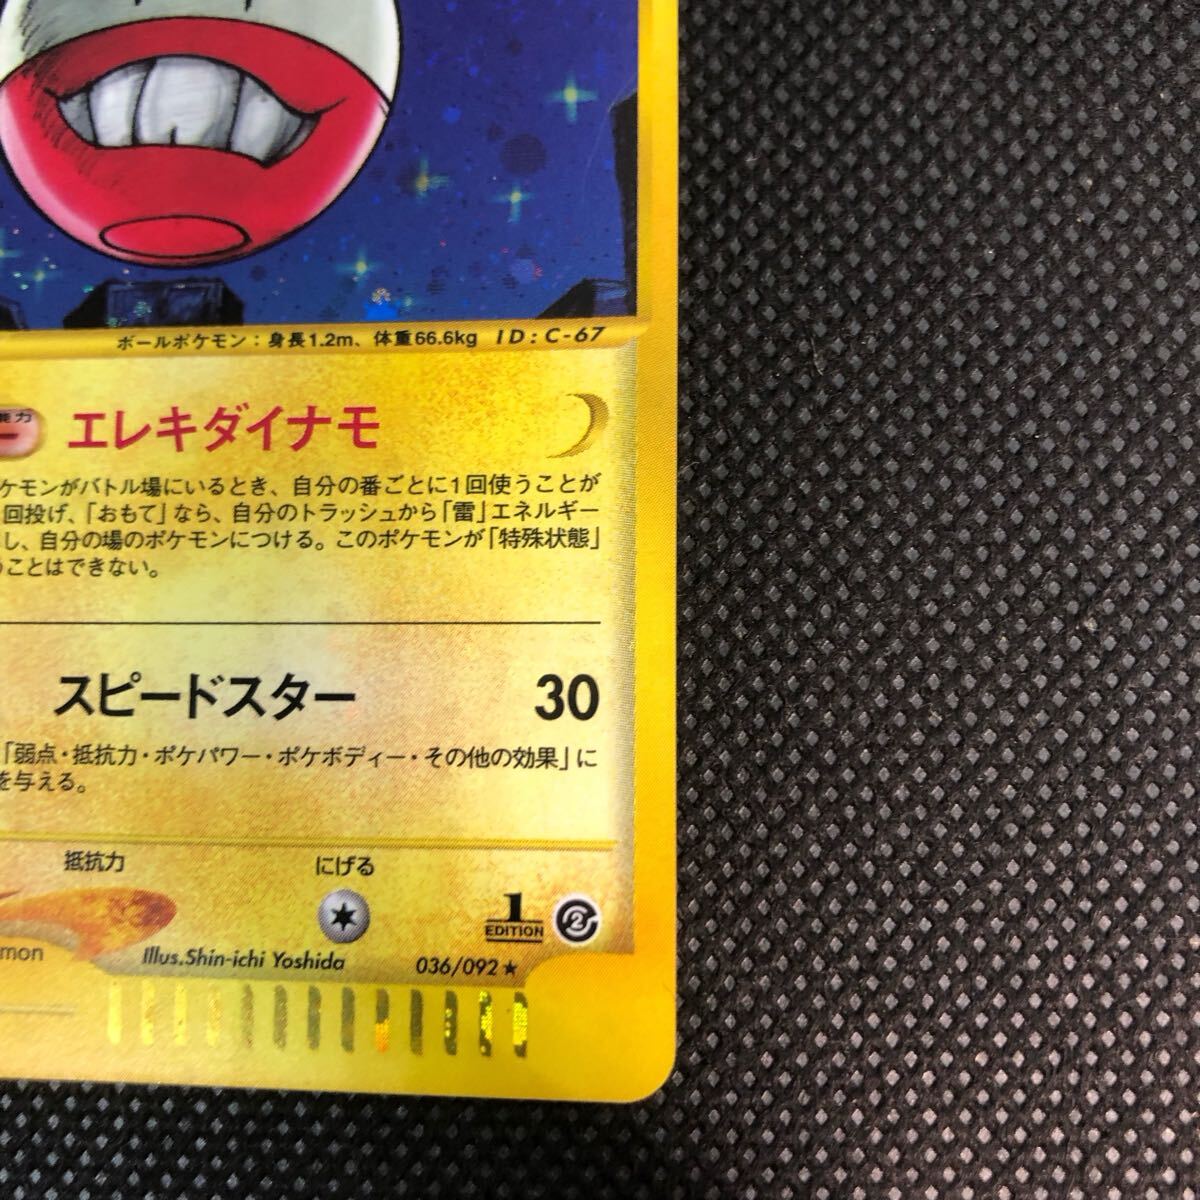 ボールポケモン：身長1.2m、体重66.6kg ID:C-67
エレキダイナモ
ケモンがバトル場にいるとき、自分の番ごとに1回使うことが
回投げ、「おもて」なら、自分のトラッシュから「雷」エネルギー
し、自分の場のポケモンにつける。このポケモンが「特殊状態」
うことはできない。
スピードスター 30
「弱点・抵抗力・ポケパワー・ポケボディー・その他の効果」に
を与える。
抵抗力 にげる
1 EDITION 2
mon Illus.Shin-ichi Yoshida 036/092★